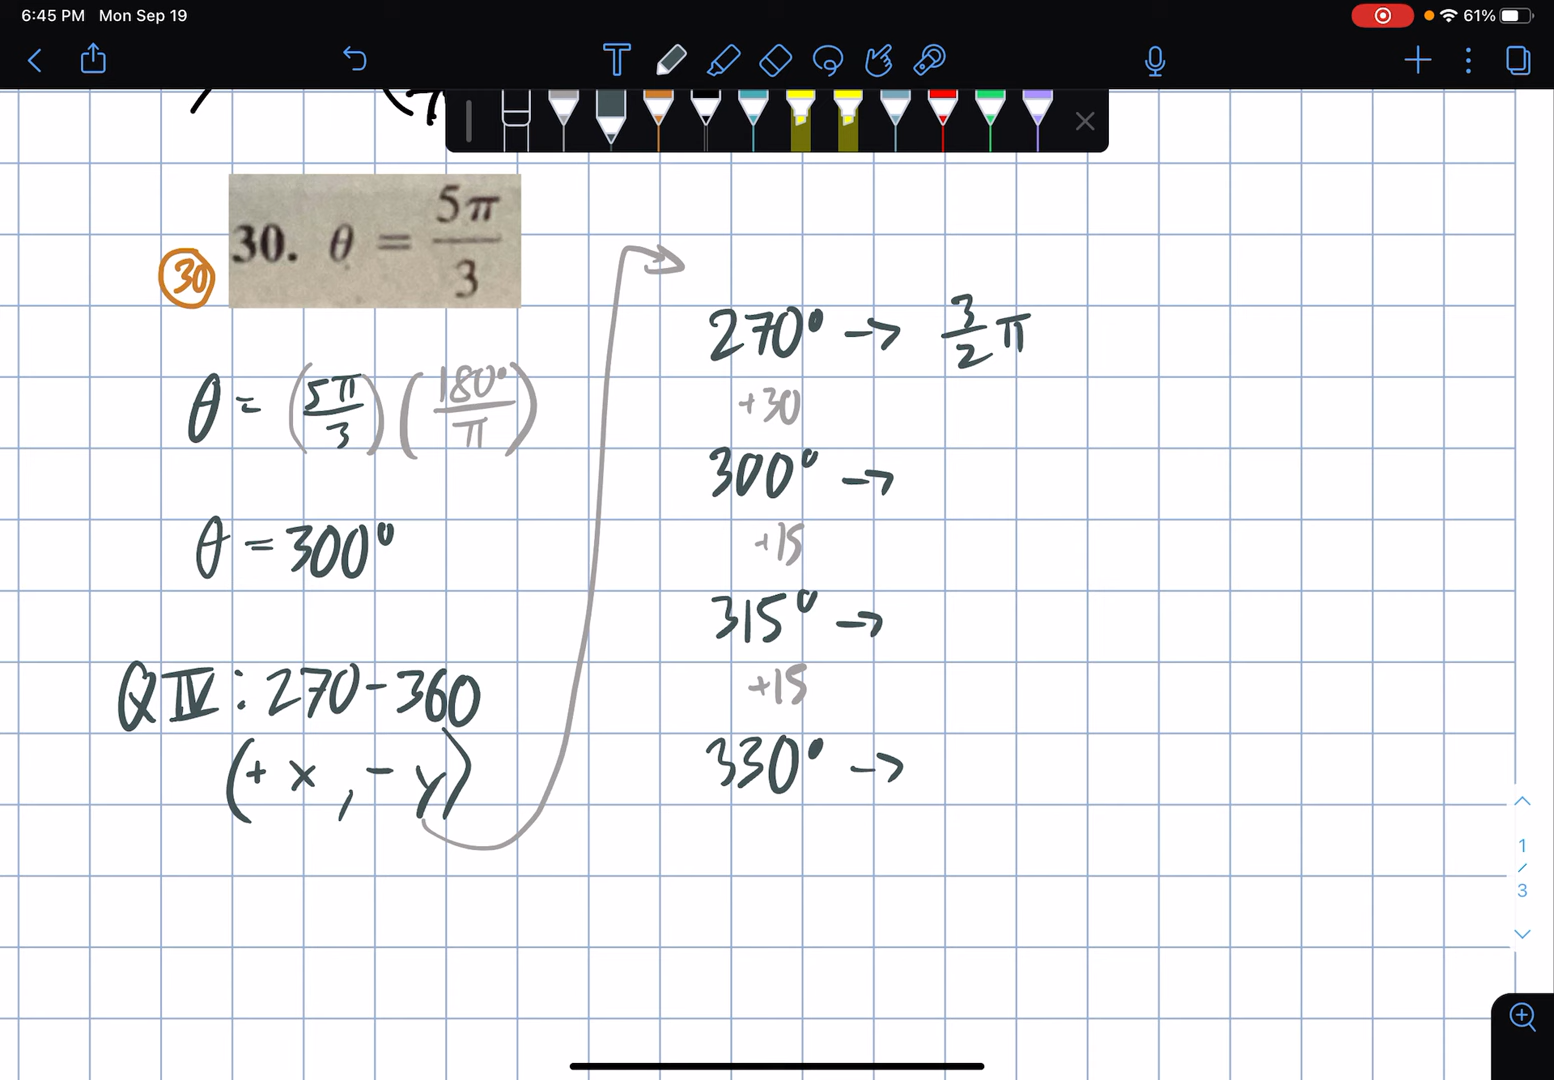 6:45 PM Mon Sep 19
61%
30. θ = 5π/3
30
θ = (5π/3)(180°/π)
θ = 300°
QIV: 270-360
(+ x, - y)
270° → 3/2 π
+30
300° →
+15
315° →
+15
330° →
1
/
3